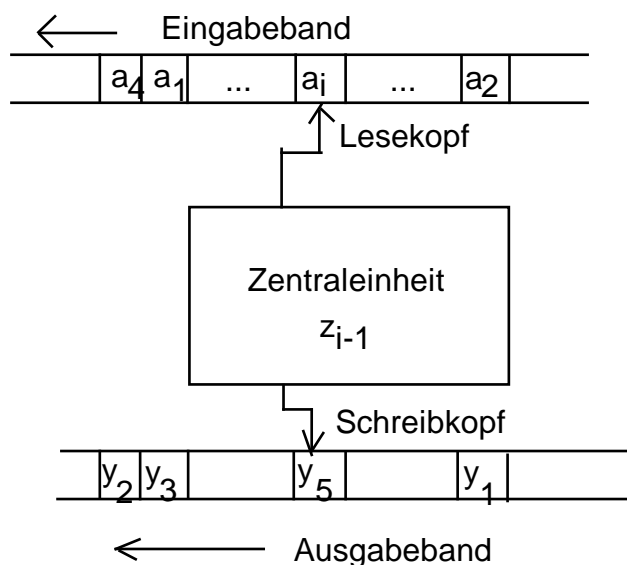 Eingabeband
a4 a1 ... ai ... a2
Lesekopf
Zentraleinheit
zi-1
Schreibkopf
y2 y3 y5 y1
Ausgabeband